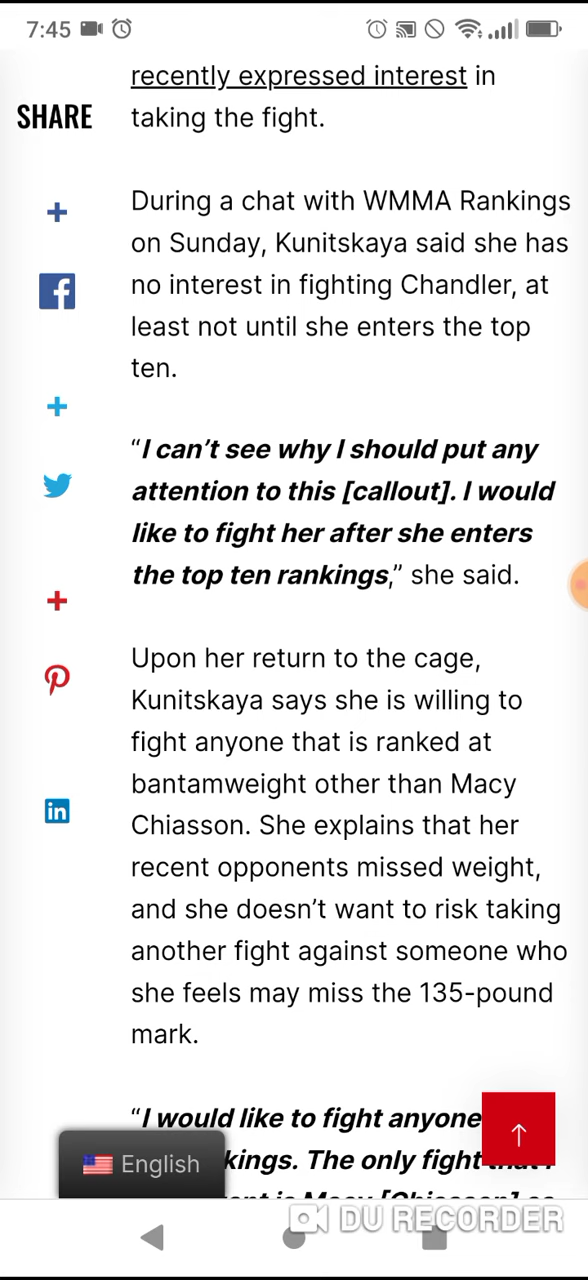 7:45
recently expressed interest in
SHARE
taking the fight.
During a chat with WMMA Rankings
on Sunday, Kunitskaya said she has
no interest in fighting Chandler, at
least not until she enters the top
ten.
“I can’t see why I should put any
attention to this [callout]. I would
like to fight her after she enters
the top ten rankings,” she said.
Upon her return to the cage,
Kunitskaya says she is willing to
fight anyone that is ranked at
bantamweight other than Macy
Chiasson. She explains that her
recent opponents missed weight,
and she doesn’t want to risk taking
another fight against someone who
she feels may miss the 135-pound
mark.
“I would like to fight anyone
English
kings. The only fight that I
Macy [Chiasson]
DU RECORDER